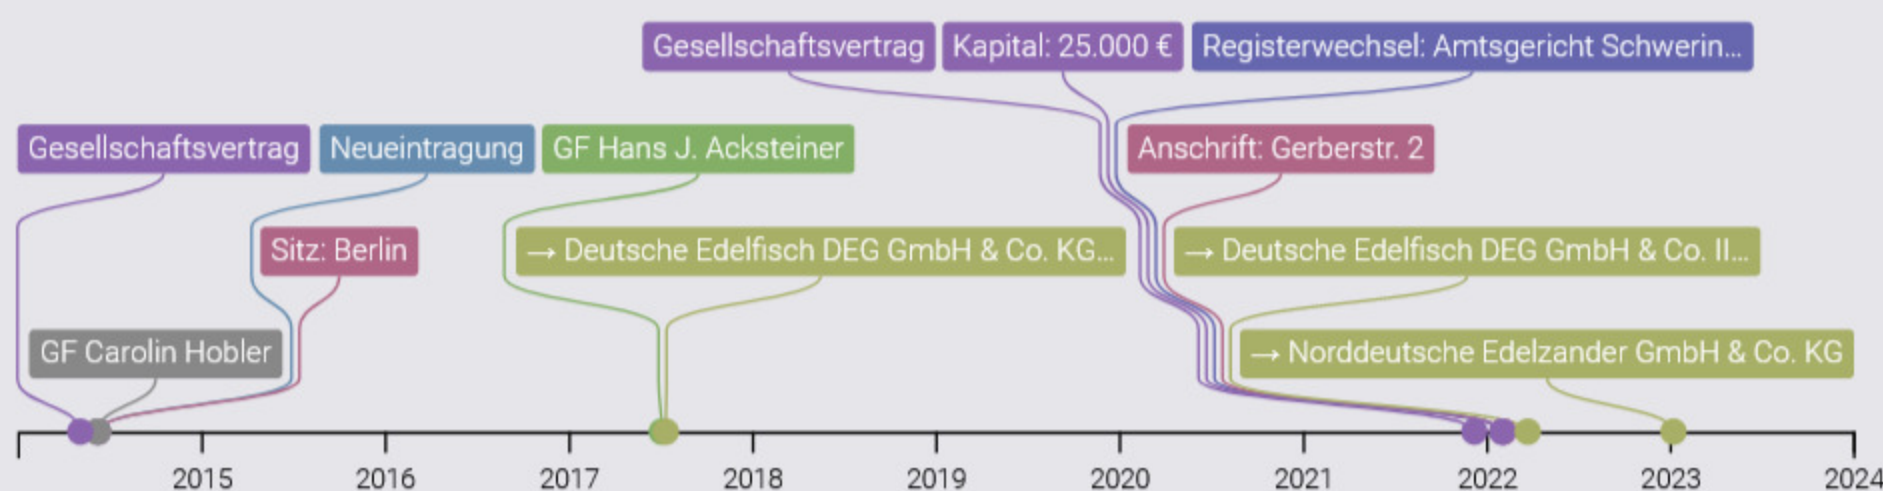 Gesellschaftsvertrag
Kapital: 25.000 €
Registerwechsel: Amtsgericht Schwerin...
Gesellschaftsvertrag
Neueintragung
GF Hans J. Acksteiner
Anschrift: Gerberstr. 2
Sitz: Berlin
→ Deutsche Edelfisch DEG GmbH & Co. KG...
→ Deutsche Edelfisch DEG GmbH & Co. II...
GF Carolin Hobler
→ Norddeutsche Edelzander GmbH & Co. KG
2015
2016
2017
2018
2019
2020
2021
2022
2023
2024